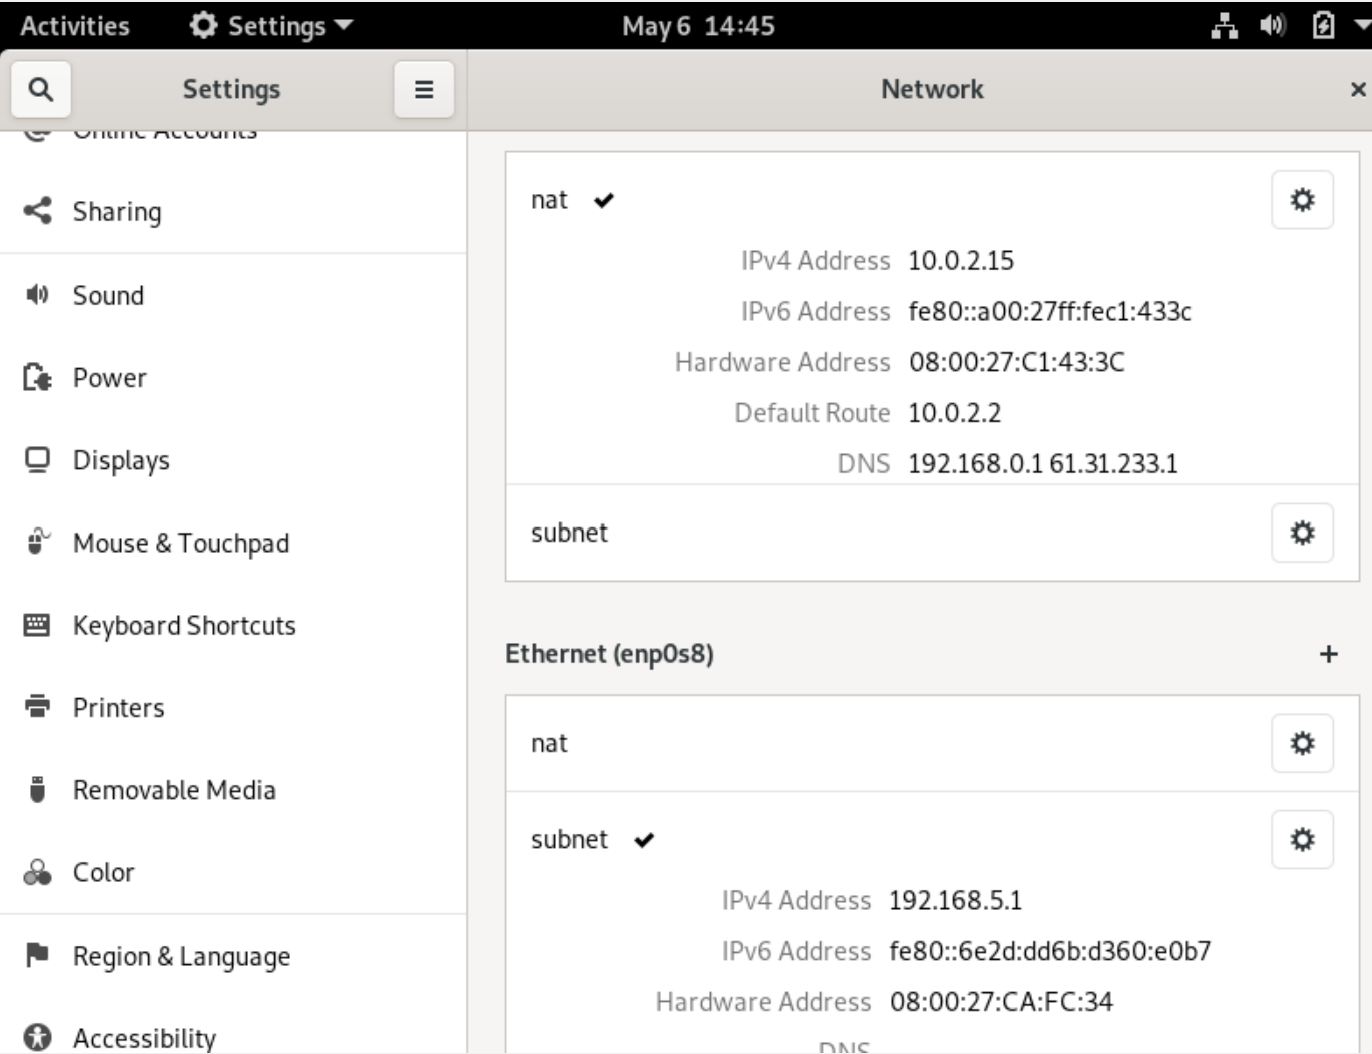 Activities Settings May 6 14:45
Settings Network
Online Accounts
Sharing
Sound
Power
Displays
Mouse & Touchpad
Keyboard Shortcuts
Printers
Removable Media
Color
Region & Language
Accessibility
nat
IPv4 Address 10.0.2.15
IPv6 Address fe80::a00:27ff:fec1:433c
Hardware Address 08:00:27:C1:43:3C
Default Route 10.0.2.2
DNS 192.168.0.1 61.31.233.1
subnet
Ethernet (enp0s8)
nat
subnet
IPv4 Address 192.168.5.1
IPv6 Address fe80::6e2d:dd6b:d360:e0b7
Hardware Address 08:00:27:CA:FC:34
DNS